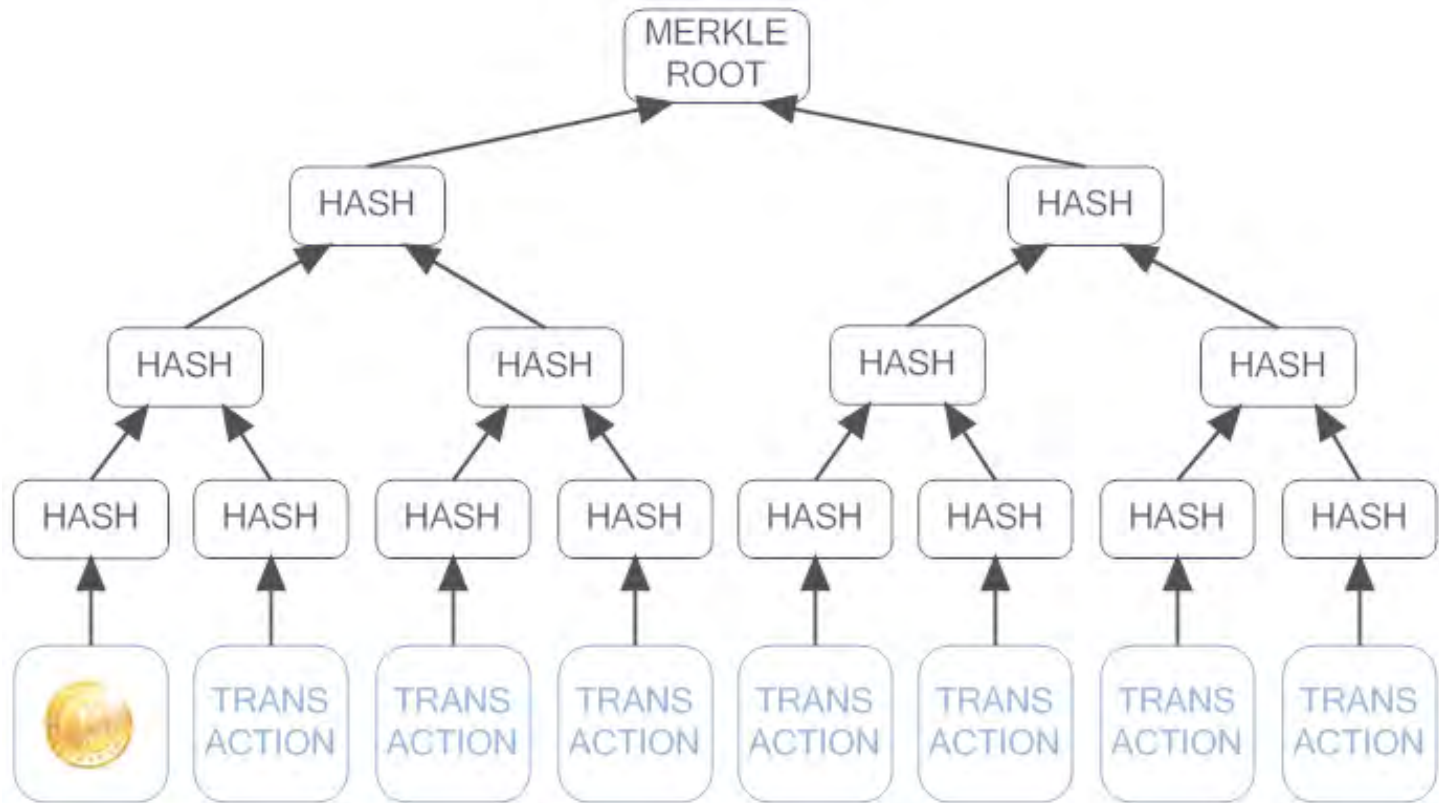 MERKLE
ROOT
HASH HASH
HASH HASH HASH HASH
HASH HASH HASH HASH HASH HASH HASH HASH
TRANS TRANS TRANS TRANS TRANS TRANS TRANS
ACTION ACTION ACTION ACTION ACTION ACTION ACTION